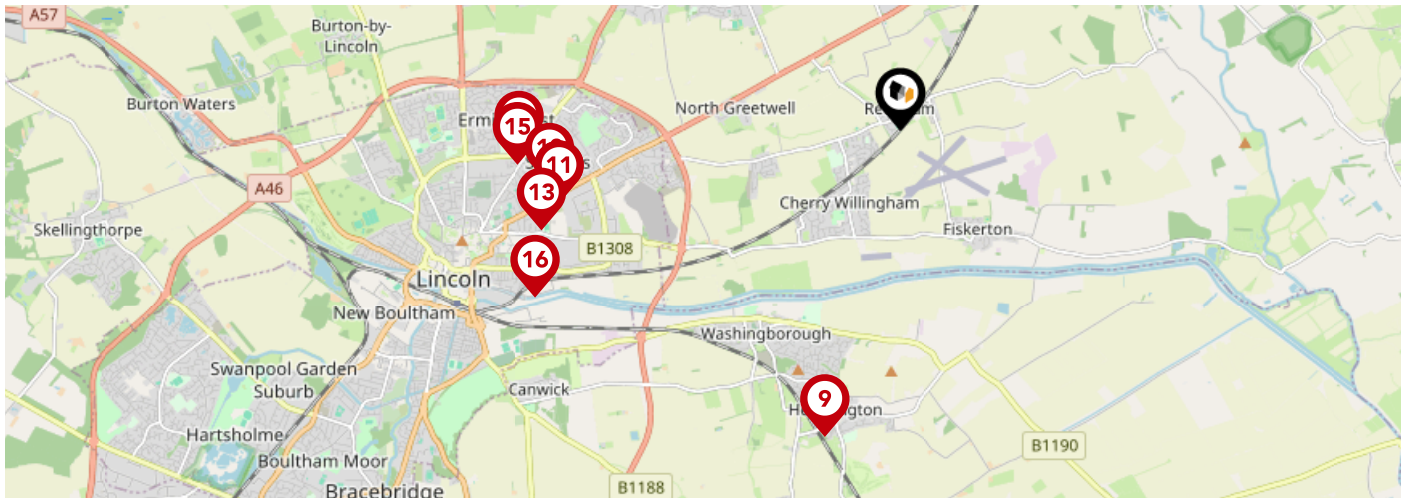 A57
Burton-by-
Lincoln
Burton Waters
North Greetwell
15
11
13
A46
Cherry Willingham
Skellingthorpe
Fiskerton
B1308
16
Lincoln
New Boultham
Washingborough
Swanpool Garden
Suburb
Canwick
9
Hartsholme
B1190
Boultham Moor
B1188
Bracebridge